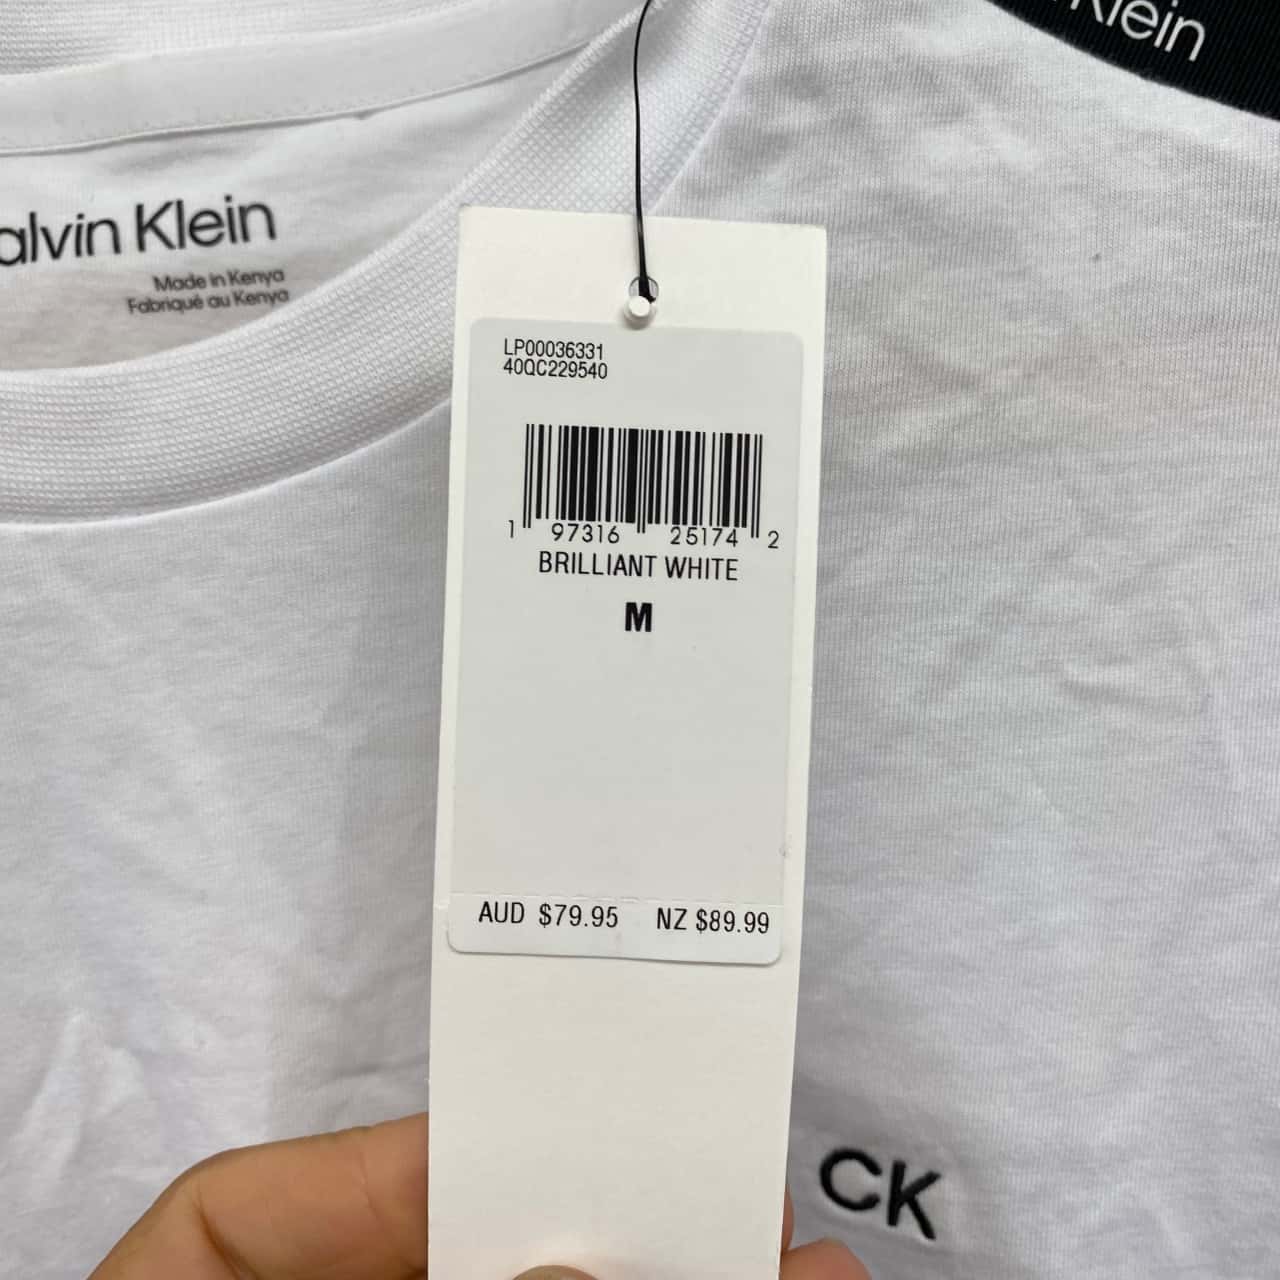 Klein
alvin Klein
Made in Kenya
Fabriqué au Kenya
LP00036331
40QC229540
1 97316 25174 2
BRILLIANT WHITE
M
AUD $79.95 NZ $89.99
CK